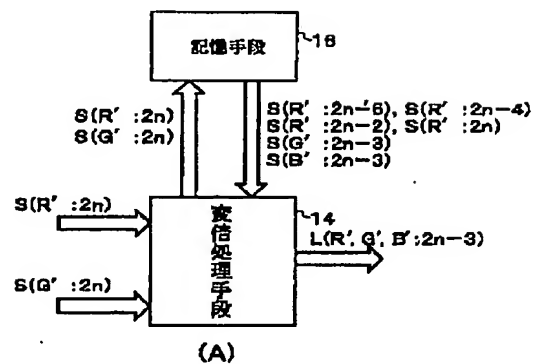 記憶手段
16
S(R' :2n)
S(G' :2n)
S(R' :2n-6), S(R' :2n-4)
S(R' :2n-2), S(R' :2n)
S(G' :2n-3)
S(B' :2n-3)
S(R' :2n)
14
変倍処理手段
L(R', G', B':2n-3)
S(G' :2n)
(A)